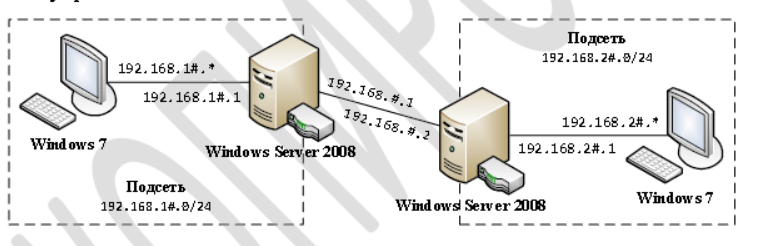 192.168.1#.*
192.168.1#.1
Windows 7
Windows Server 2008
Подсеть
192.168.1#.0/24
192.168.#.1
192.168.#.2
Подсеть
192.168.2#.0/24
192.168.2#.*
192.168.2#.1
Windows 7
Windows Server 2008